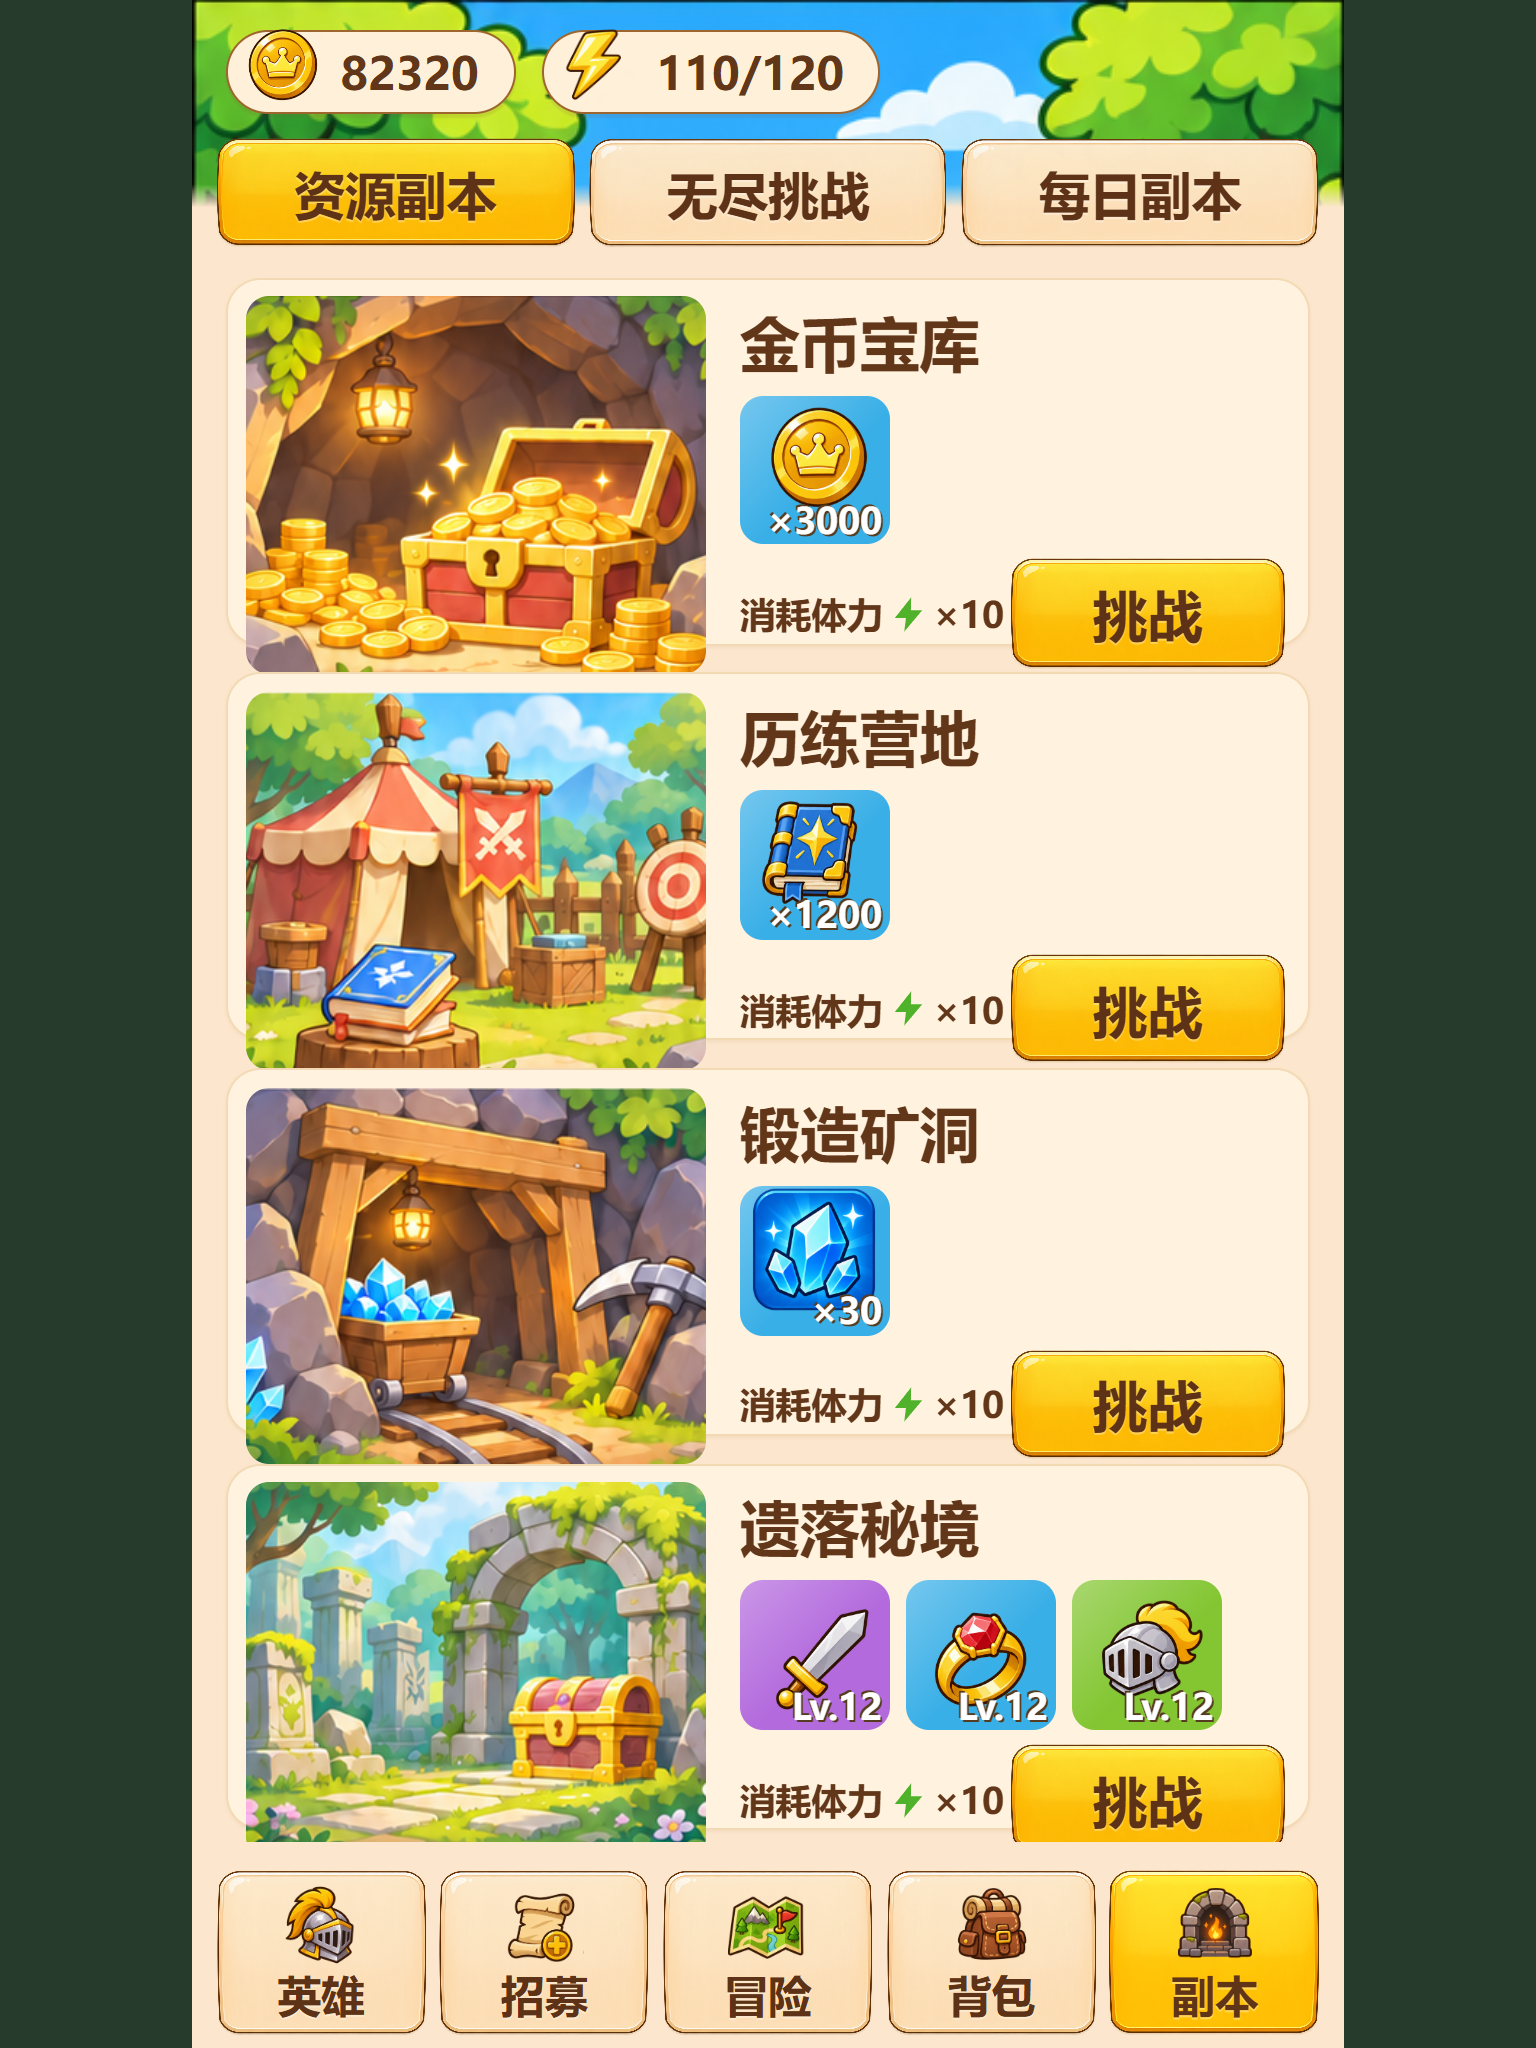 82320
110/120
资源副本
无尽挑战
每日副本
金币宝库
×3000
消耗体力 ×10
挑战
历练营地
×1200
消耗体力 ×10
挑战
锻造矿洞
×30
消耗体力 ×10
挑战
遗落秘境
Lv.12
Lv.12
Lv.12
消耗体力 ×10
挑战
英雄
招募
冒险
背包
副本